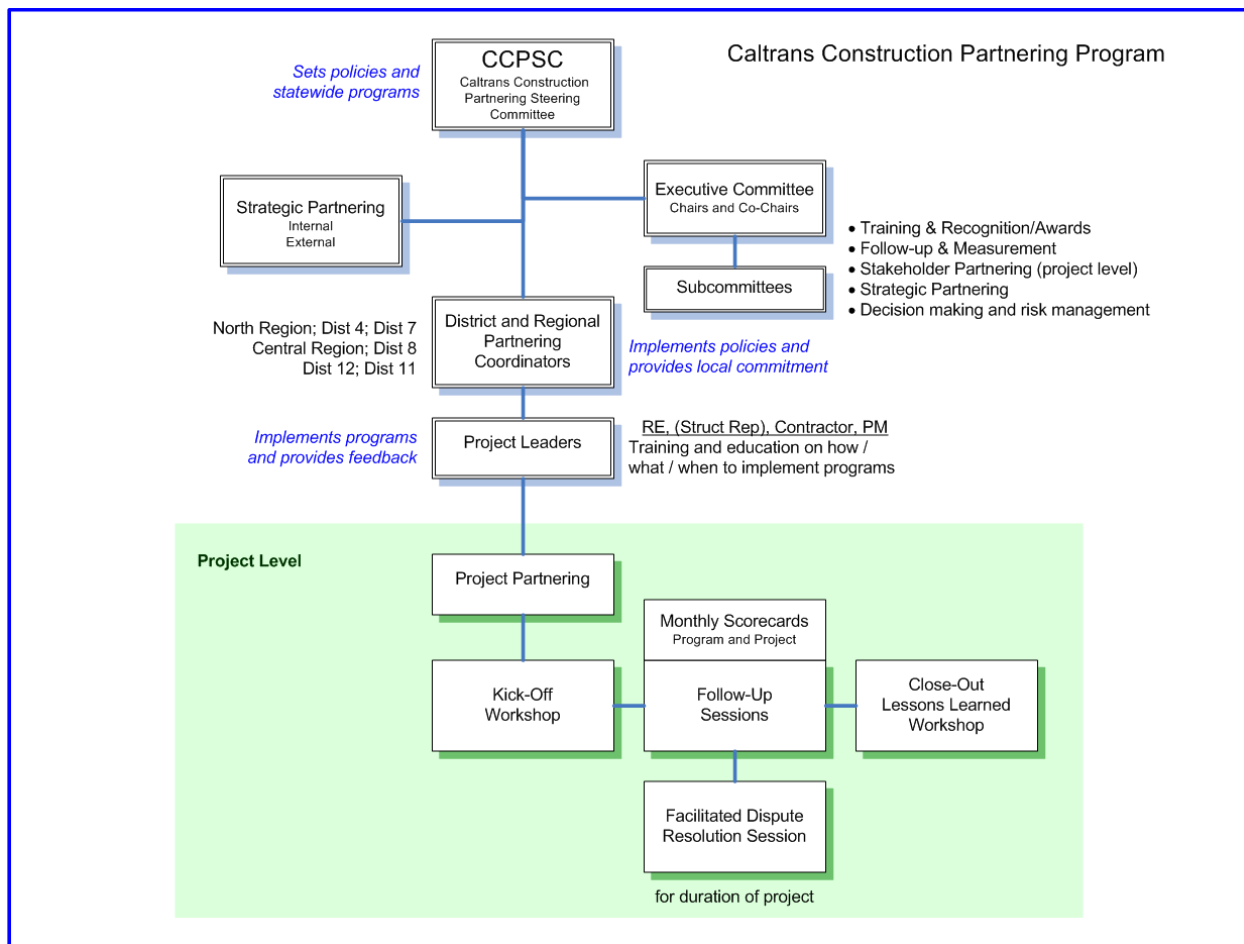 Caltrans Construction Partnering Program
CCPSC
Caltrans Construction
Partnering Steering
Committee
Sets policies and
statewide programs
Strategic Partnering
Internal
External
Executive Committee
Chairs and Co-Chairs
Subcommittees
• Training & Recognition/Awards
• Follow-up & Measurement
• Stakeholder Partnering (project level)
• Strategic Partnering
• Decision making and risk management
North Region; Dist 4; Dist 7
Central Region; Dist 8
Dist 12; Dist 11
District and Regional
Partnering
Coordinators
Implements policies and
provides local commitment
Implements programs
and provides feedback
Project Leaders
RE, (Struct Rep), Contractor, PM
Training and education on how /
what / when to implement programs
Project Level
Project Partnering
Monthly Scorecards
Program and Project
Kick-Off
Workshop
Follow-Up
Sessions
Close-Out
Lessons Learned
Workshop
Facilitated Dispute
Resolution Session
for duration of project